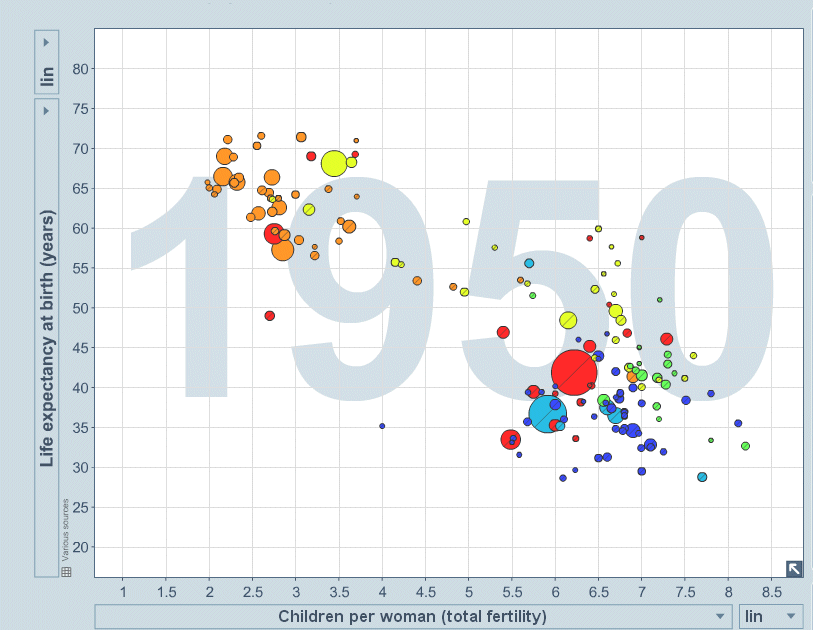 lin
Life expectancy at birth (years)
Various sources
80
75
70
65
60
55
50
45
40
35
30
25
20
1950
1 1.5 2 2.5 3 3.5 4 4.5 5 5.5 6 6.5 7 7.5 8 8.5
Children per woman (total fertility)
lin